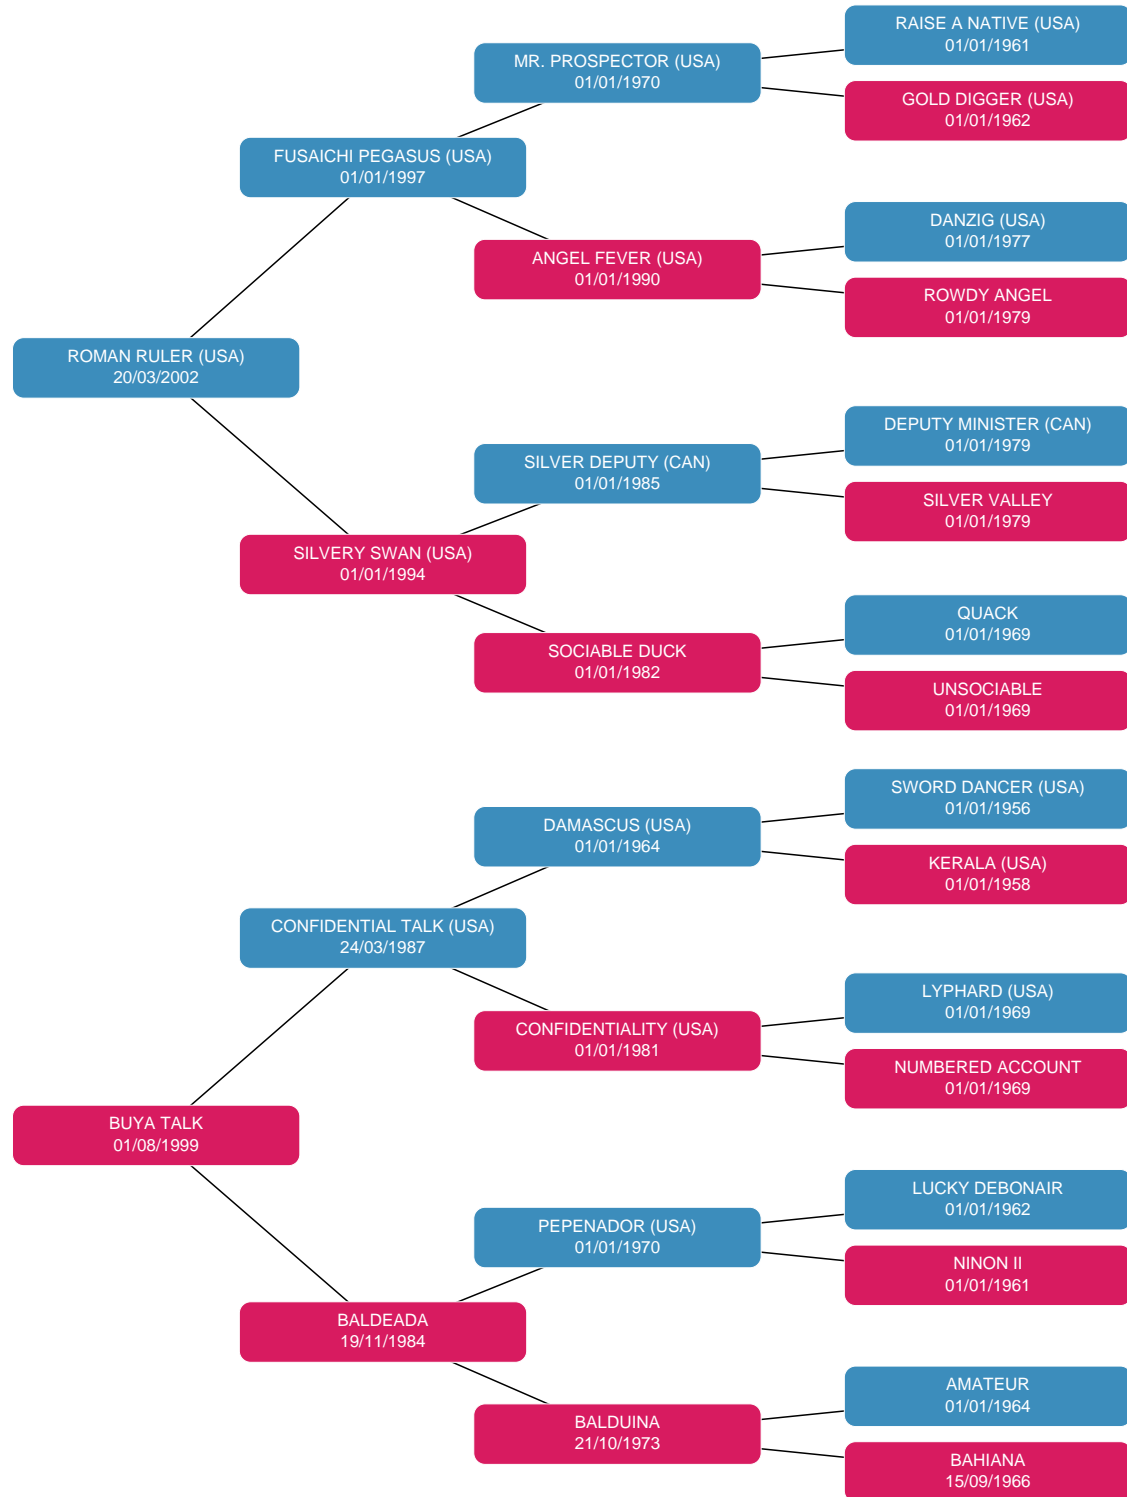 RAISE A NATIVE (USA)
01/01/1961
MR. PROSPECTOR (USA)
01/01/1970
GOLD DIGGER (USA)
01/01/1962
FUSAICHI PEGASUS (USA)
01/01/1997
DANZIG (USA)
01/01/1977
ANGEL FEVER (USA)
01/01/1990
ROWDY ANGEL
01/01/1979
ROMAN RULER (USA)
20/03/2002
DEPUTY MINISTER (CAN)
01/01/1979
SILVER DEPUTY (CAN)
01/01/1985
SILVER VALLEY
01/01/1979
SILVERY SWAN (USA)
01/01/1994
QUACK
01/01/1969
SOCIABLE DUCK
01/01/1982
UNSOCIABLE
01/01/1969
SWORD DANCER (USA)
01/01/1956
DAMASCUS (USA)
01/01/1964
KERALA (USA)
01/01/1958
CONFIDENTIAL TALK (USA)
24/03/1987
LYPHARD (USA)
01/01/1969
CONFIDENTIALITY (USA)
01/01/1981
NUMBERED ACCOUNT
01/01/1969
BUYA TALK
01/08/1999
LUCKY DEBONAIR
01/01/1962
PEPENADOR (USA)
01/01/1970
NINON II
01/01/1961
BALDEADA
19/11/1984
AMATEUR
01/01/1964
BALDUINA
21/10/1973
BAHIANA
15/09/1966